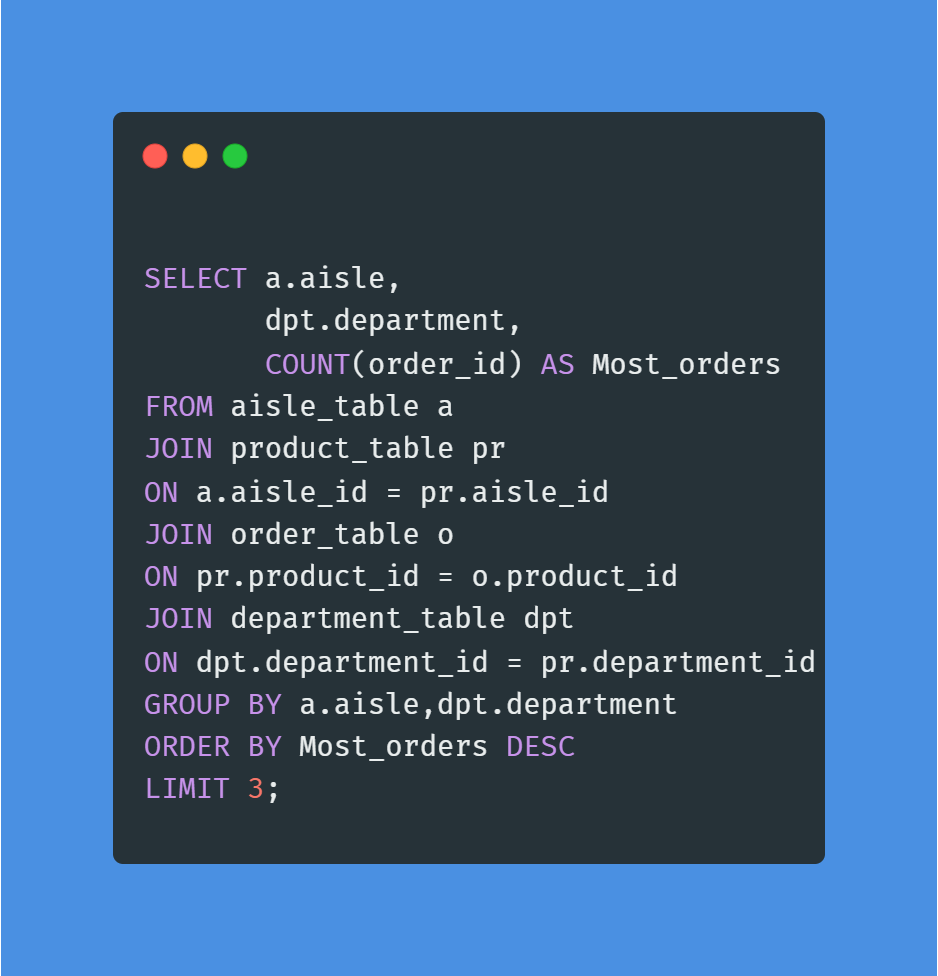 SELECT a.aisle,
       dpt.department,
       COUNT(order_id) AS Most_orders
FROM aisle_table a
JOIN product_table pr
ON a.aisle_id = pr.aisle_id
JOIN order_table o
ON pr.product_id = o.product_id
JOIN department_table dpt
ON dpt.department_id = pr.department_id
GROUP BY a.aisle,dpt.department
ORDER BY Most_orders DESC
LIMIT 3;